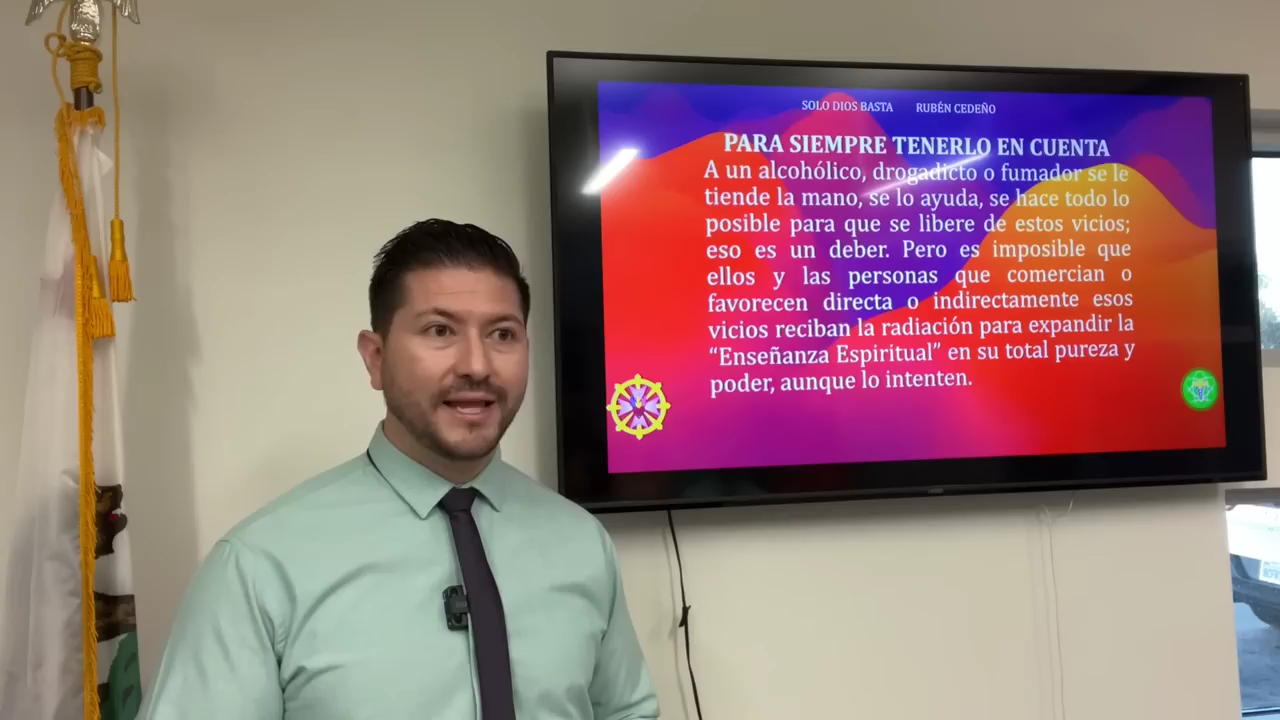 SOLO DIOS BASTA RUBÉN CEDEÑO
PARA SIEMPRE TENERLO EN CUENTA
A un alcohólico, drogadicto o fumador se le
tiende la mano, se lo ayuda, se hace todo lo
posible para que se libere de estos vicios;
eso es un deber. Pero es imposible que
ellos y las personas que comercian o
favorecen directa o indirectamente esos
vicios reciban la radiación para expandir la
“Enseñanza Espiritual” en su total pureza y
poder, aunque lo intenten.